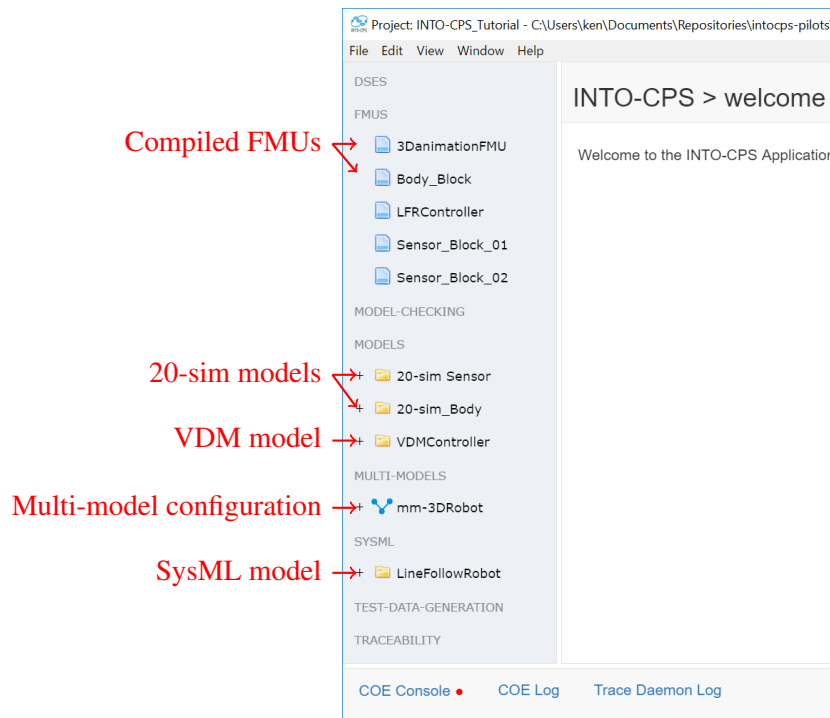 Project: INTO-CPS_Tutorial - C:\Users\ken\Documents\Repositories\intocps-pilots
File Edit View Window Help
DSES
INTO-CPS > welcome
FMUS
Compiled FMUs
3DanimationFMU
Welcome to the INTO-CPS Application
Body_Block
LFRController
Sensor_Block_01
Sensor_Block_02
MODEL-CHECKING
MODELS
20-sim models
+ 20-sim Sensor
+ 20-sim_Body
VDM model
+ VDMController
MULTI-MODELS
Multi-model configuration
+ mm-3DRobot
SYSML
SysML model
+ LineFollowRobot
TEST-DATA-GENERATION
TRACEABILITY
COE Console COE Log Trace Daemon Log